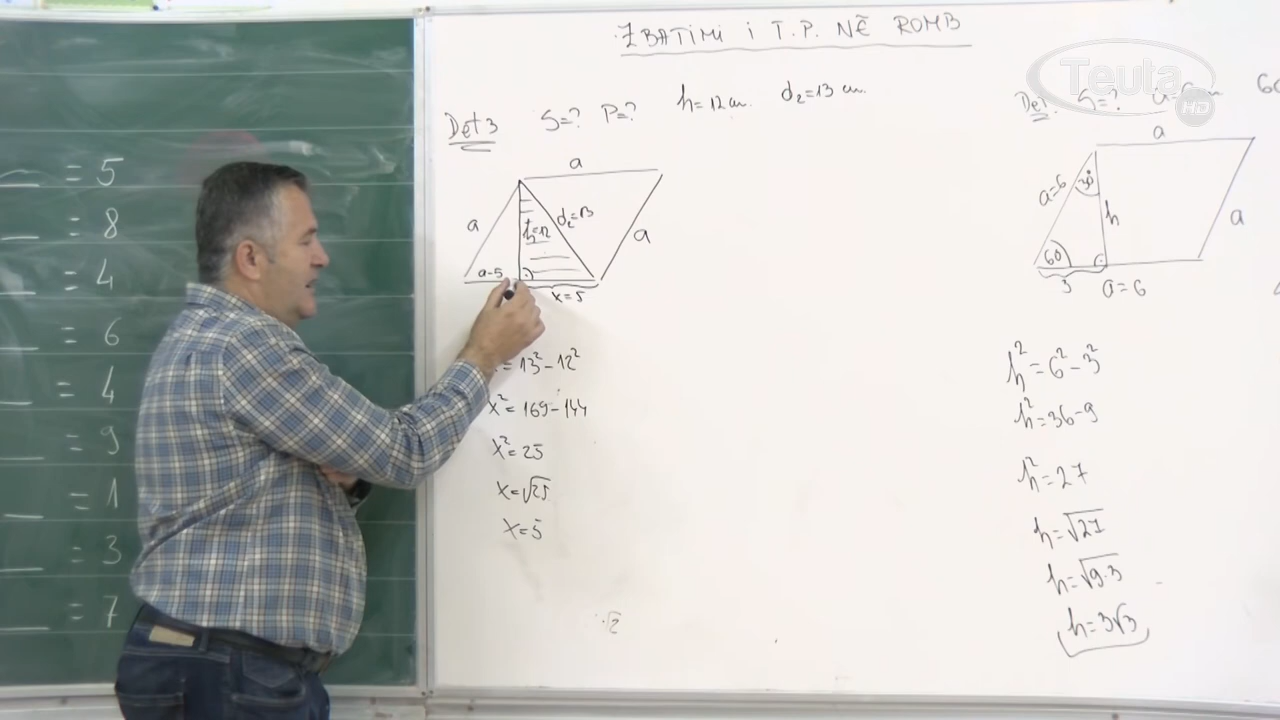 ZBATIMI I T.P. NË ROMB
Teuta
HD
Det 3 S=? P=? h=12 cm. d₂=13 cm.
a
a
d₂=13
h=12
a
a-5
x=5
= 13² - 12²
x² = 169 - 144
x² = 25
x = √25
x = 5
√2
S=?
a
a=6
30°
h
a
60°
3
a=6
h² = 6² - 3²
h² = 36 - 9
h² = 27
h = √27
h = √9·3
h = 3√3
= 5
= 8
= 4
= 6
= 4
= 9
= 1
= 3
= 7